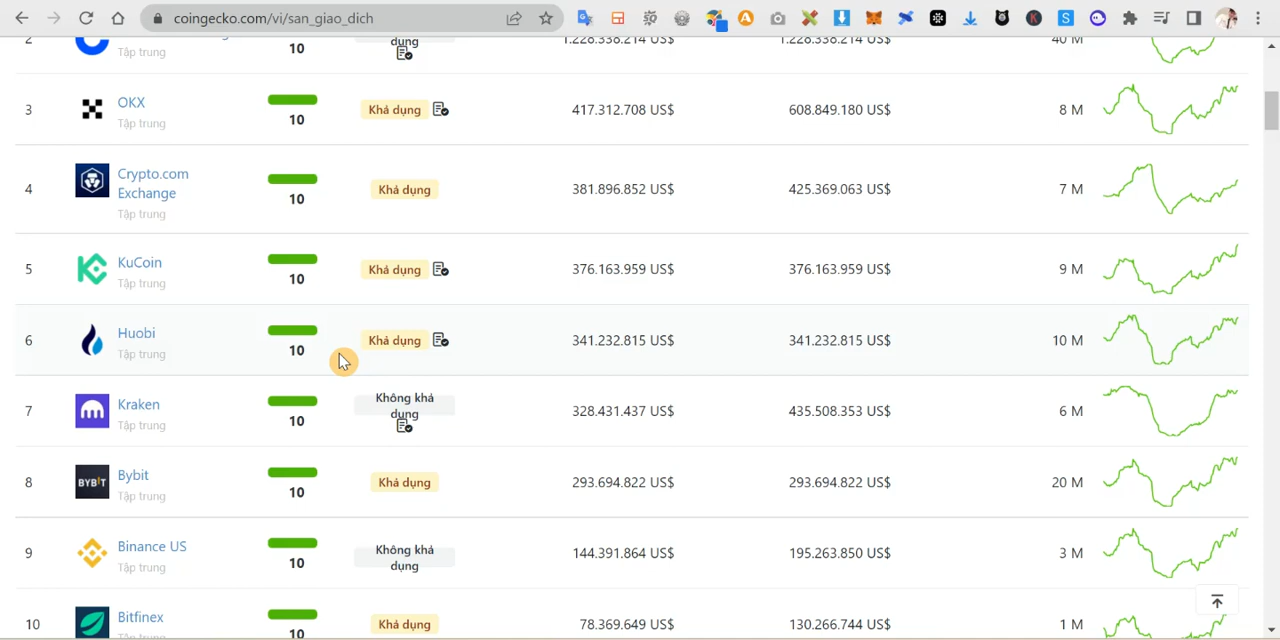 coingecko.com/vi/san_giao_dich
2
Tập trung
10
dụng
1.228.338.214 US$
1.228.338.214 US$
40 M
3
OKX
Tập trung
10
Khả dụng
417.312.708 US$
608.849.180 US$
8 M
4
Crypto.com
Exchange
Tập trung
10
Khả dụng
381.896.852 US$
425.369.063 US$
7 M
5
KuCoin
Tập trung
10
Khả dụng
376.163.959 US$
376.163.959 US$
9 M
6
Huobi
Tập trung
10
Khả dụng
341.232.815 US$
341.232.815 US$
10 M
7
Kraken
Tập trung
10
Không khả
dụng
328.431.437 US$
435.508.353 US$
6 M
8
BYBIT
Bybit
Tập trung
10
Khả dụng
293.694.822 US$
293.694.822 US$
20 M
9
Binance US
Tập trung
10
Không khả
dụng
144.391.864 US$
195.263.850 US$
3 M
10
Bitfinex
Tập trung
10
Khả dụng
78.369.649 US$
130.266.744 US$
1 M